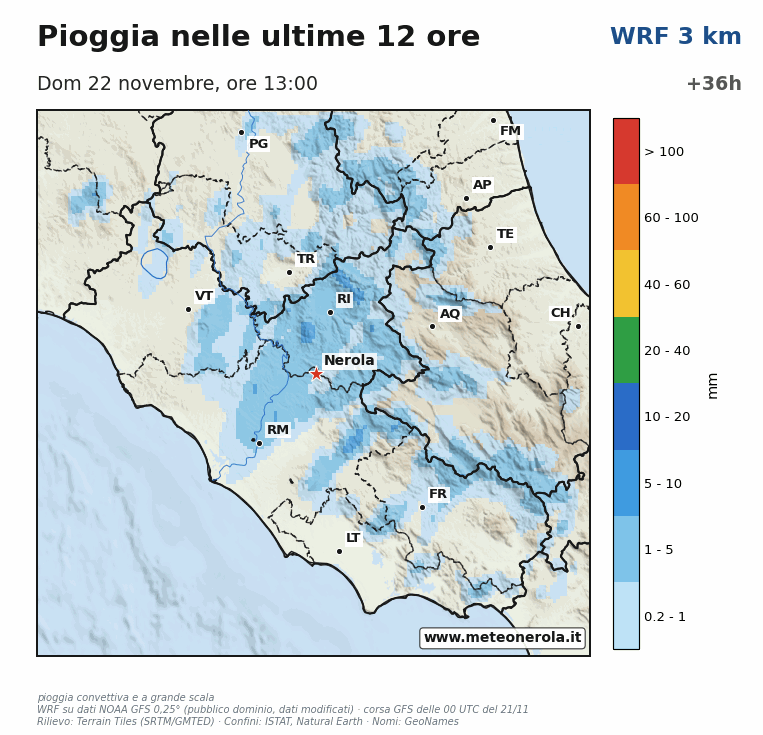 Pioggia nelle ultime 12 ore
WRF 3 km
Dom 22 novembre, ore 13:00
+36h
FM
PG
AP
TE
TR
VT
RI
AQ
CH
Nerola
RM
FR
LT
www.meteonerola.it
> 100
60 - 100
40 - 60
20 - 40
10 - 20
5 - 10
1 - 5
0.2 - 1
mm
pioggia convettiva e a grande scala
WRF su dati NOAA GFS 0,25° (pubblico dominio, dati modificati) · corsa GFS delle 00 UTC del 21/11
Rilievo: Terrain Tiles (SRTM/GMTED) · Confini: ISTAT, Natural Earth · Nomi: GeoNames